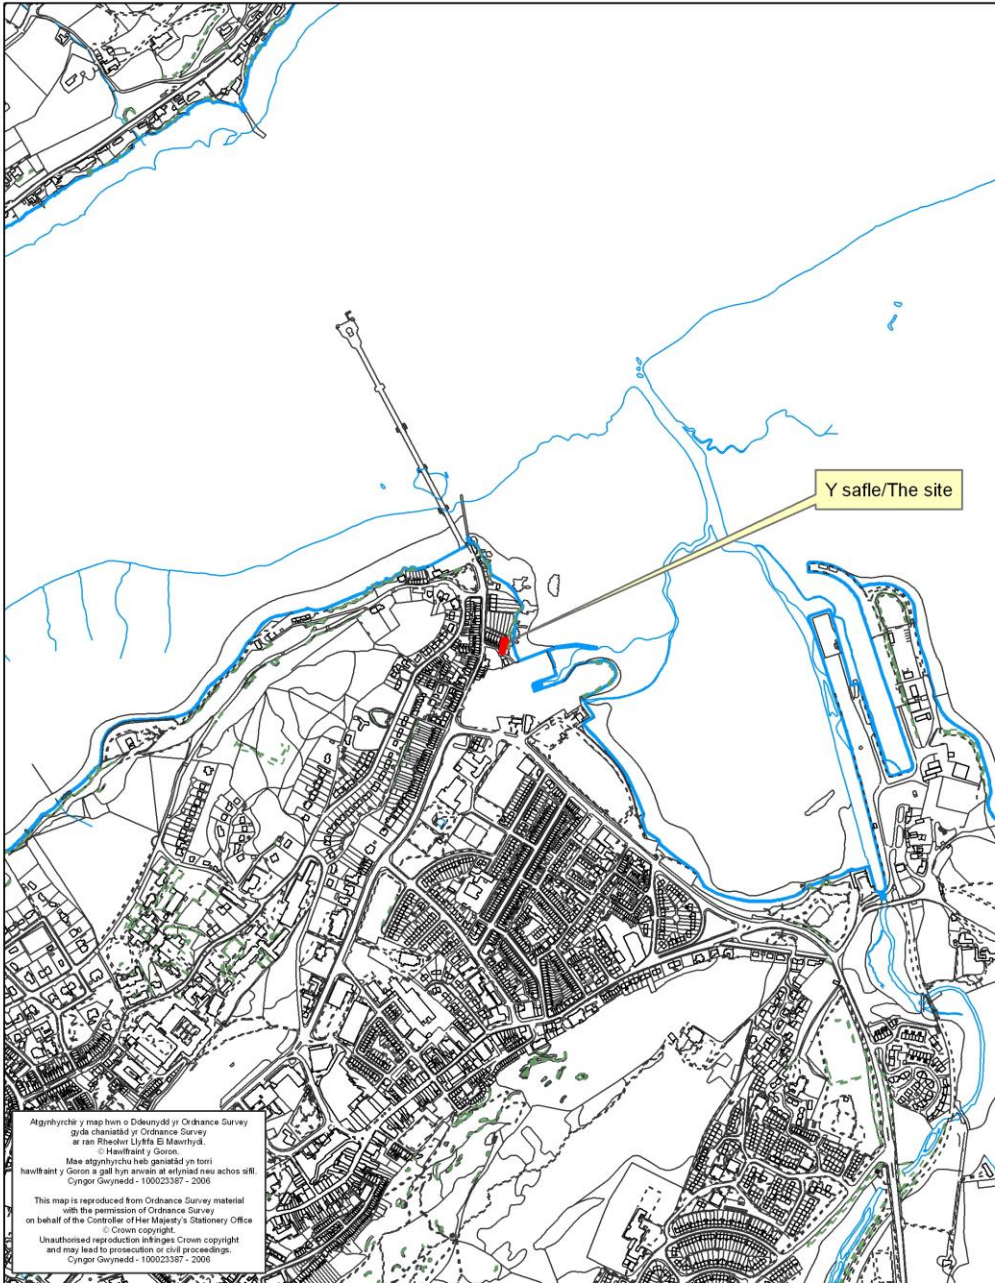 Y safle/The site
Atgynhyrchir y map hwn o Ddeunydd yr Ordnance Survey
gyda chaniatâd yr Ordnance Survey
ar ran Rheolwr Llyfrfa Ei Mawrhydi.
© Hawlfraint y Goron.
Mae atgynhyrchu heb ganiatâd yn torri
hawlfraint y Goron a gall hyn arwain at erlyniad neu achos sifil.
Cyngor Gwynedd - 100023387 - 2006
This map is reproduced from Ordnance Survey material
with the permission of Ordnance Survey
on behalf of the Controller of Her Majesty's Stationery Office
© Crown copyright.
Unauthorised reproduction infringes Crown copyright
and may lead to prosecution or civil proceedings.
Cyngor Gwynedd - 100023387 - 2006